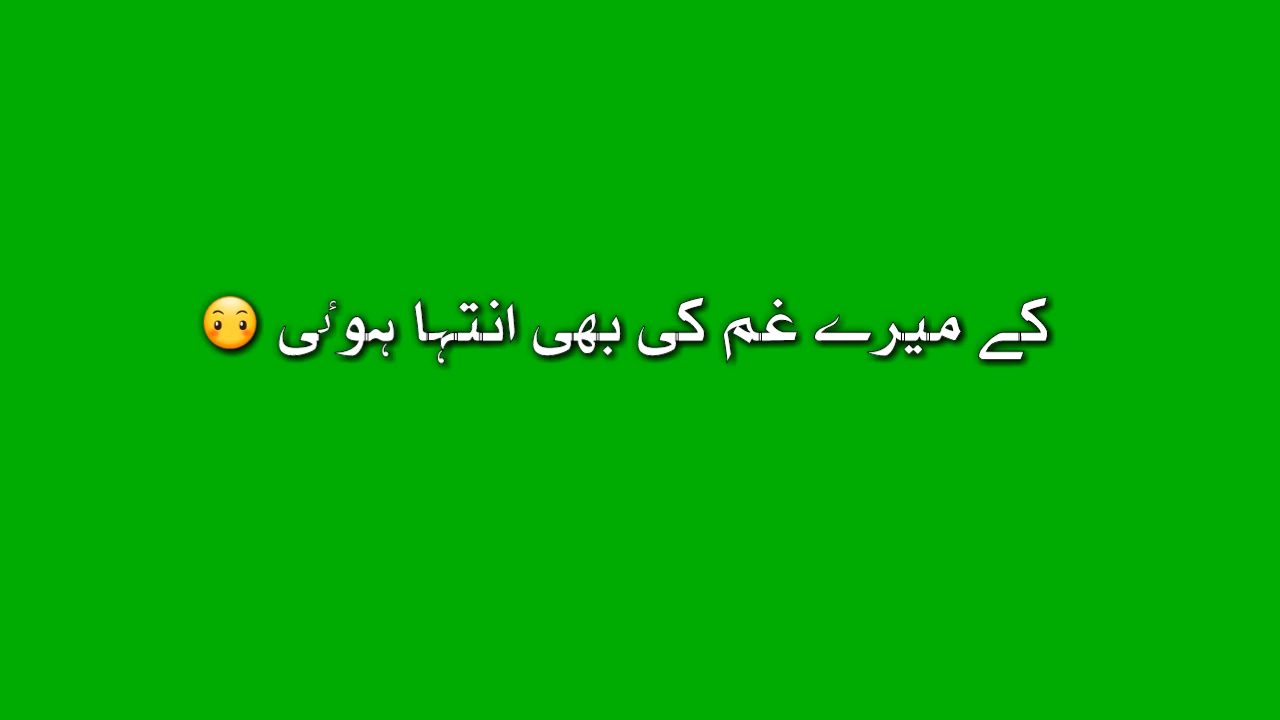 کے میرے غم کی بھی انتہا ہوئی 😶